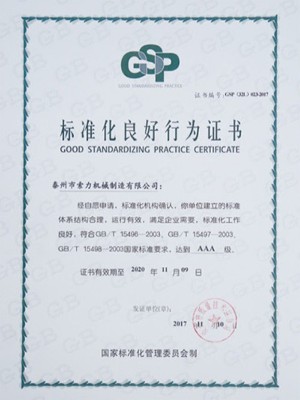 GSP
GOOD STANDARDIZING PRACTICE
证书编号:GSP (ZJL) 023-2017
标准化良好行为证书
GOOD STANDARDIZING PRACTICE CERTIFICATE
泰州市索力机械制造有限公司：
经自愿申请，标准化机构确认，你单位建立的标准
体系结构合理，运行有效，满足企业需要，标准化工作
良好，符合GB/T 15496-2003、GB/T 15497-2003、
GB/T 15498-2003国家标准要求，达到 AAA 级。
证书有效期至 2020 年 11 月 09 日
发证单位(章):
2017 11 10
国家标准化管理委员会制